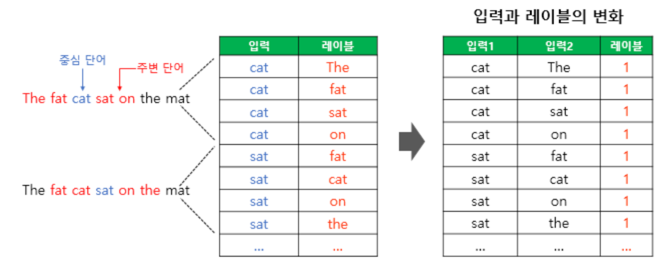 입력과 레이블의 변화
중심 단어
주변 단어
The fat cat sat on the mat
The fat cat sat on the mat
입력 레이블
cat The
cat fat
cat sat
cat on
sat fat
sat cat
sat on
sat the
... ...
입력1 입력2 레이블
cat The 1
cat fat 1
cat sat 1
cat on 1
sat fat 1
sat cat 1
sat on 1
sat the 1
... ... ...